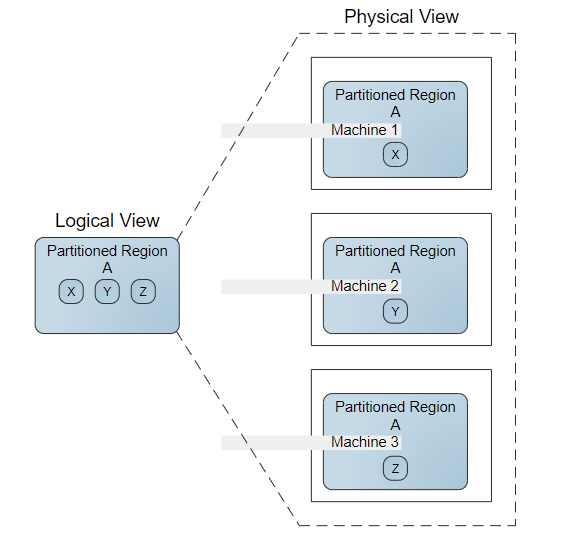 Physical View
Partitioned Region
A
Machine 1
X
Logical View
Partitioned Region
A
X Y Z
Partitioned Region
A
Machine 2
Y
Partitioned Region
A
Machine 3
Z